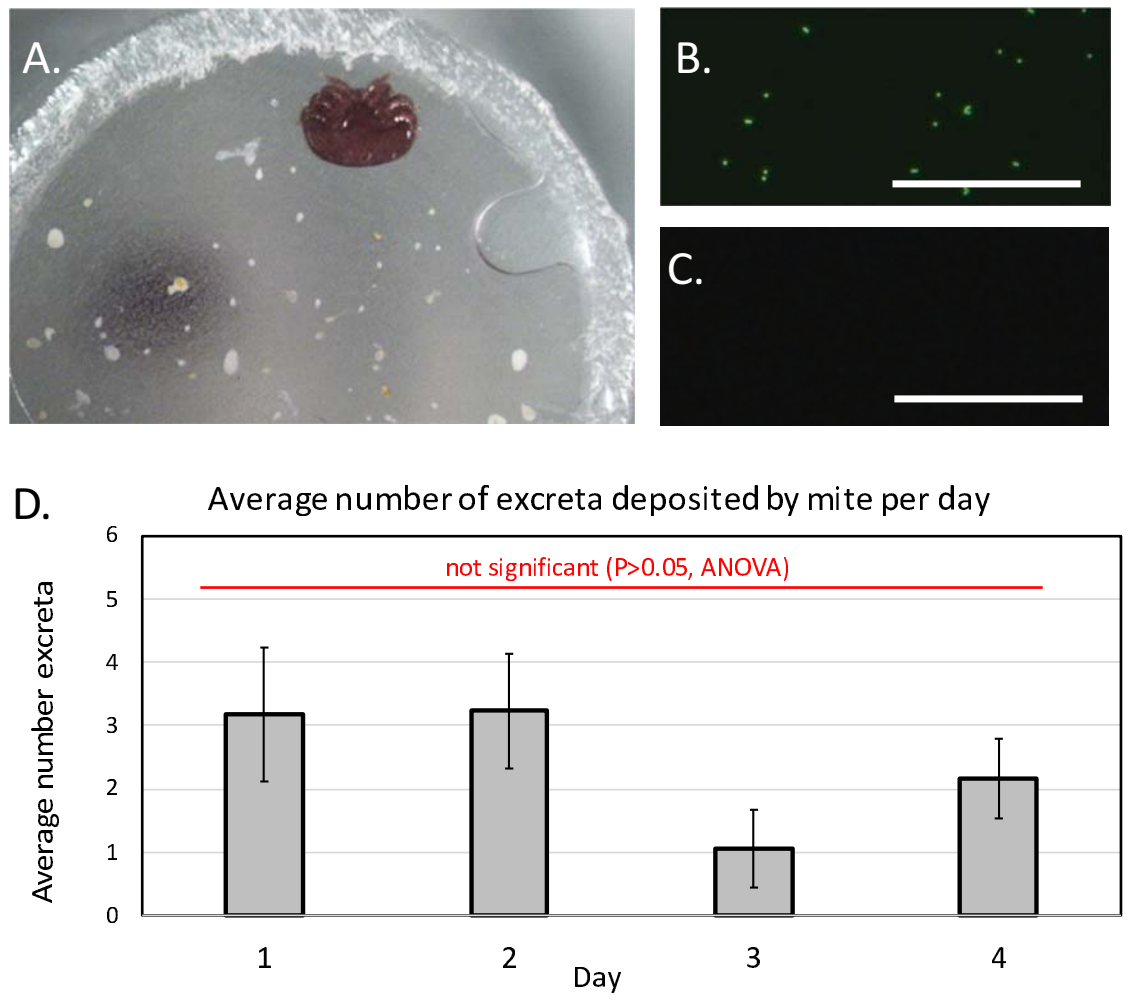 A.
B.
C.
D.
Average number of excreta deposited by mite per day
not significant (P>0.05, ANOVA)
Average number excreta
6
5
4
3
2
1
0
1 2 3 4
Day